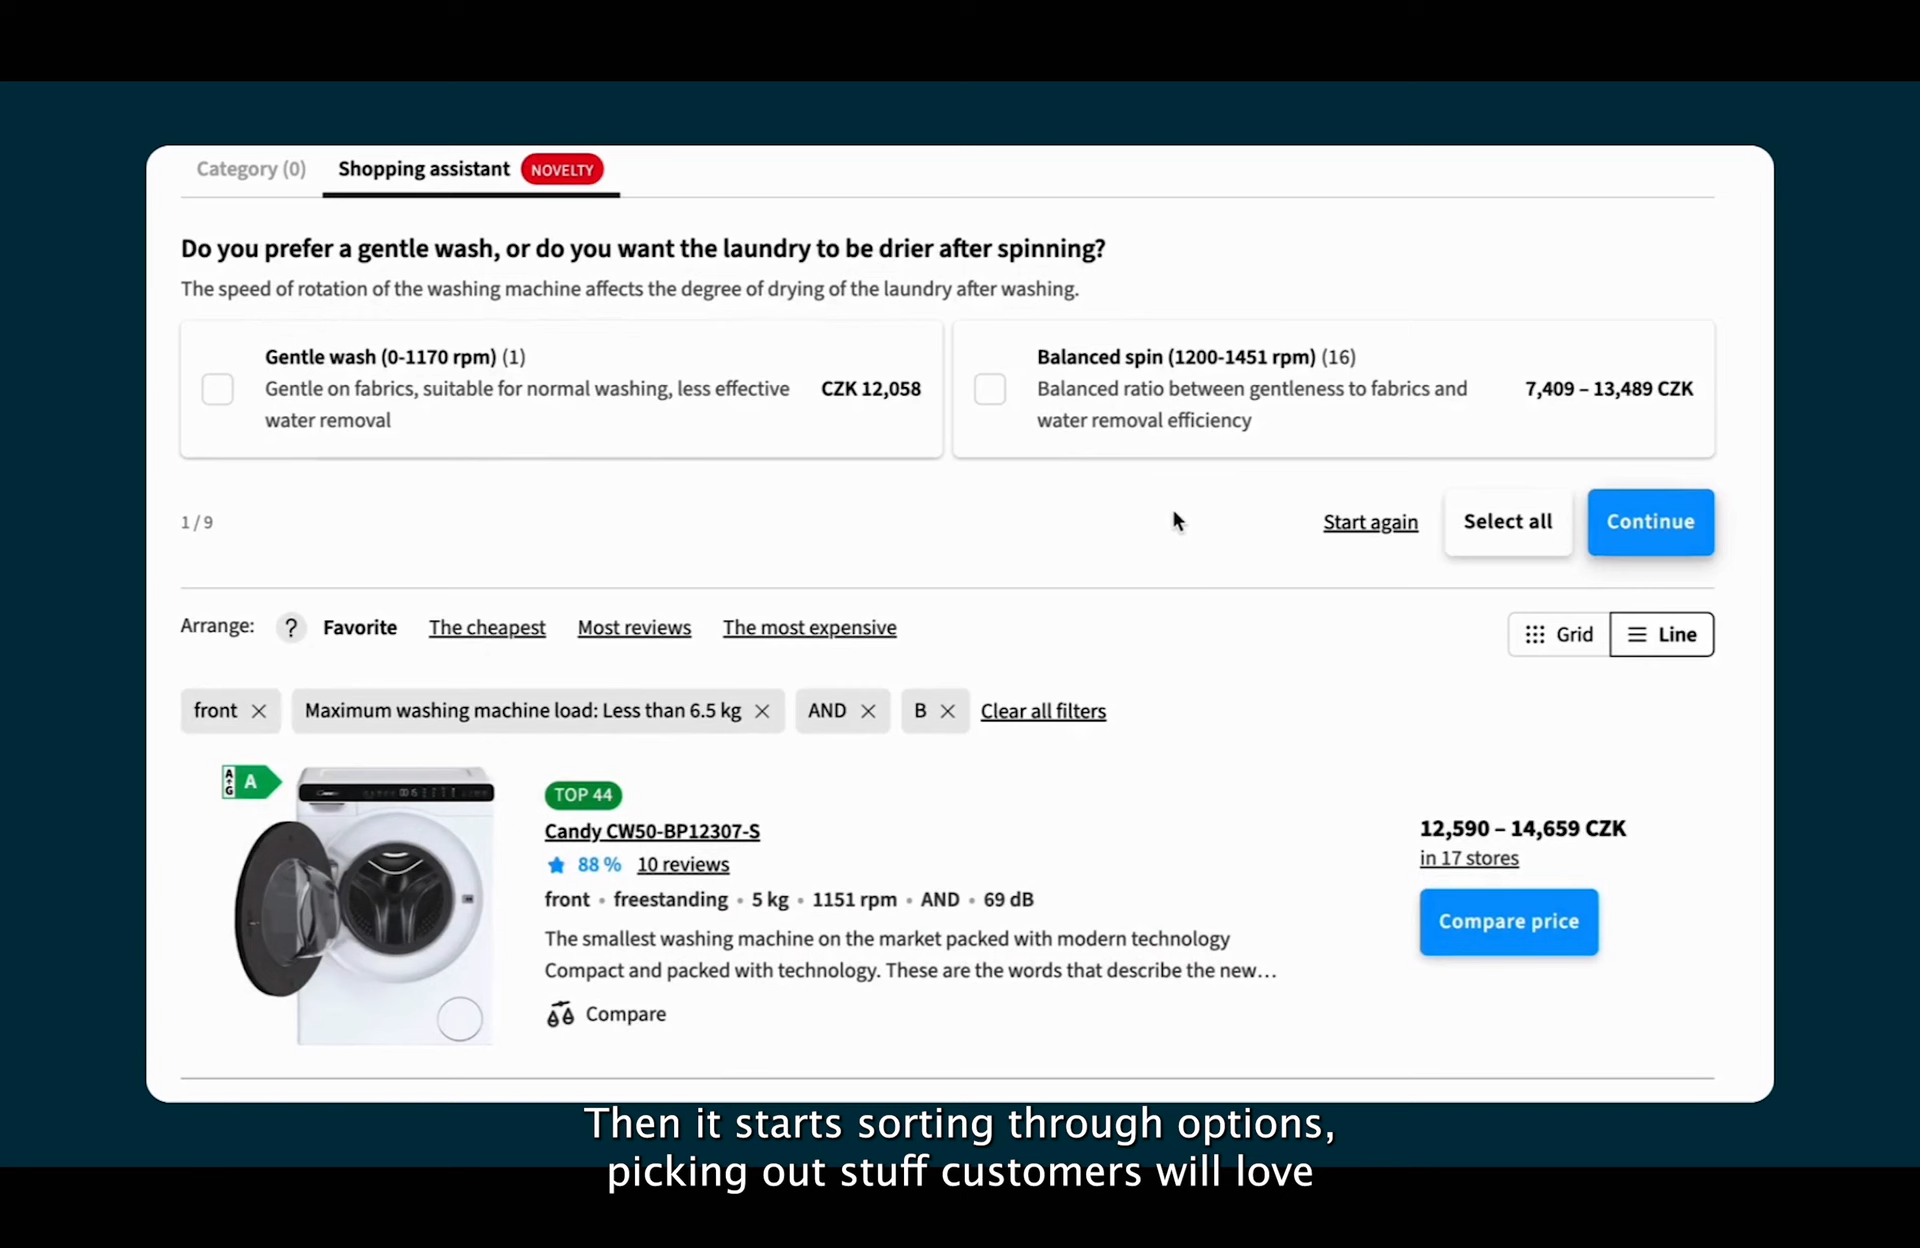 Category (0) Shopping assistant NOVELTY
Do you prefer a gentle wash, or do you want the laundry to be drier after spinning?
The speed of rotation of the washing machine affects the degree of drying of the laundry after washing.
Gentle wash (0-1170 rpm) (1)
Gentle on fabrics, suitable for normal washing, less effective
water removal
CZK 12,058
Balanced spin (1200-1451 rpm) (16)
Balanced ratio between gentleness to fabrics and
water removal efficiency
7,409 – 13,489 CZK
1 / 9
Start again
Select all
Continue
Arrange: ? Favorite The cheapest Most reviews The most expensive
Grid
Line
front
Maximum washing machine load: Less than 6.5 kg
AND
B
Clear all filters
A
G
A
TOP 44
Candy CW50-BP12307-S
88 % 10 reviews
front • freestanding • 5 kg • 1151 rpm • AND • 69 dB
The smallest washing machine on the market packed with modern technology
Compact and packed with technology. These are the words that describe the new...
Compare
12,590 – 14,659 CZK
in 17 stores
Compare price
Then it starts sorting through options,
picking out stuff customers will love